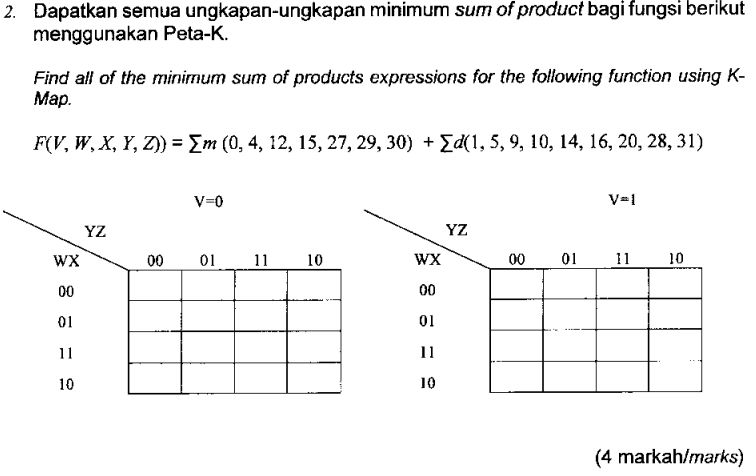 2. Dapatkan semua ungkapan-ungkapan minimum sum of product bagi fungsi berikut
menggunakan Peta-K.
Find all of the minimum sum of products expressions for the following function using K-
Map.
F(V, W, X, Y, Z)) = ∑m (0, 4, 12, 15, 27, 29, 30) + ∑d(1, 5, 9, 10, 14, 16, 20, 28, 31)
V=0
YZ
WX 00 01 11 10
00
01
11
10
V=1
YZ
WX 00 01 11 10
00
01
11
10
(4 markah/marks)